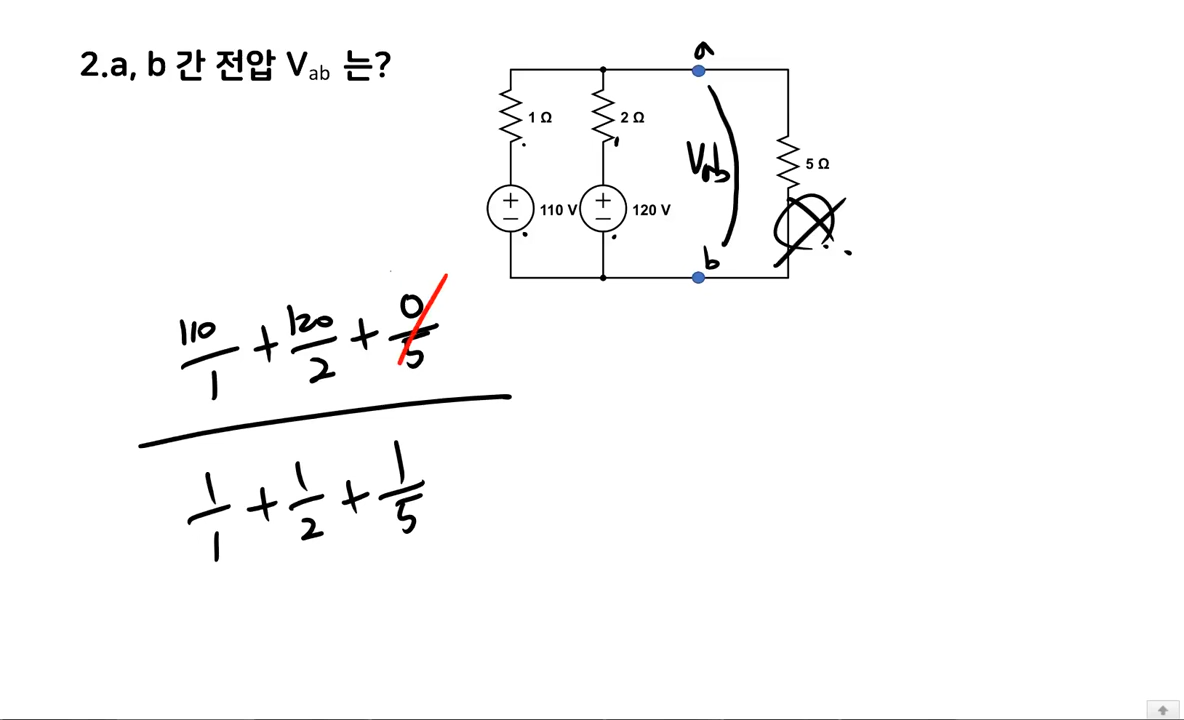 2.a, b 간 전압 Vab 는?
a
1 Ω
2 Ω
Vab
5 Ω
+
−
110 V
+
−
120 V
b
110/1 + 120/2 + 0/5
1/1 + 1/2 + 1/5